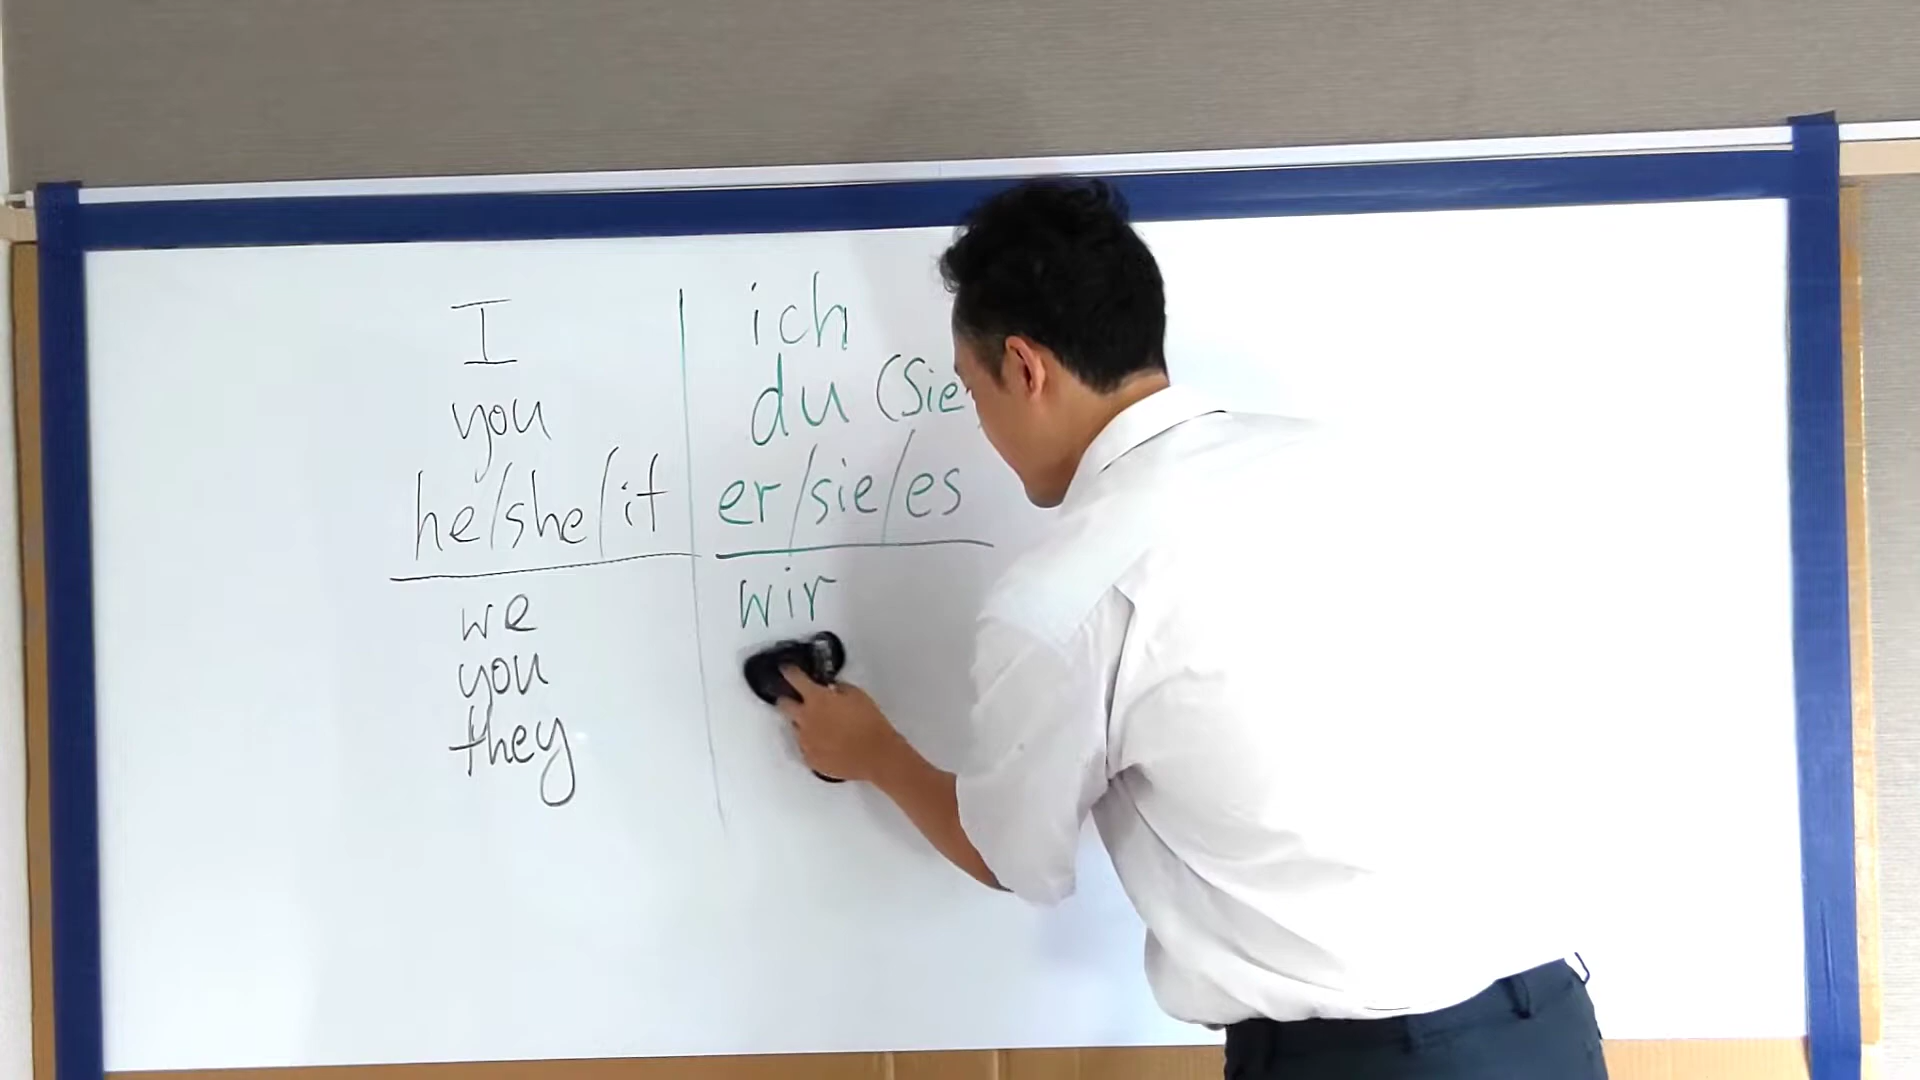 I
you
he/she/it
we
you
they
ich
du (Sie
er/sie/es
wir